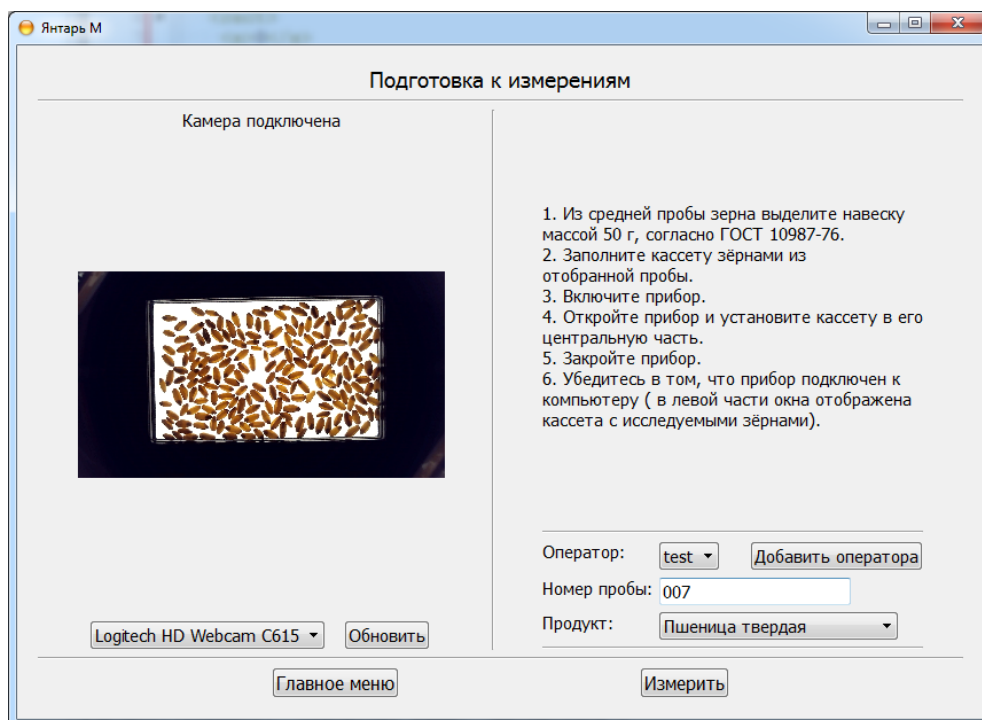 Янтарь М
Подготовка к измерениям
Камера подключена
1. Из средней пробы зерна выделите навеску
массой 50 г, согласно ГОСТ 10987-76.
2. Заполните кассету зёрнами из
отобранной пробы.
3. Включите прибор.
4. Откройте прибор и установите кассету в его
центральную часть.
5. Закройте прибор.
6. Убедитесь в том, что прибор подключен к
компьютеру ( в левой части окна отображена
кассета с исследуемыми зёрнами).
Оператор: test Добавить оператора
Номер пробы: 007
Продукт: Пшеница твердая
Logitech HD Webcam C615 Обновить
Главное меню Измерить